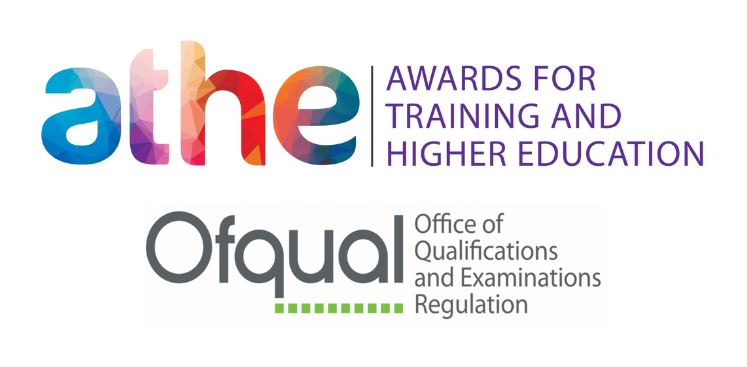 athe
AWARDS FOR
TRAINING AND
HIGHER EDUCATION
Ofqual
Office of
Qualifications
and Examinations
Regulation